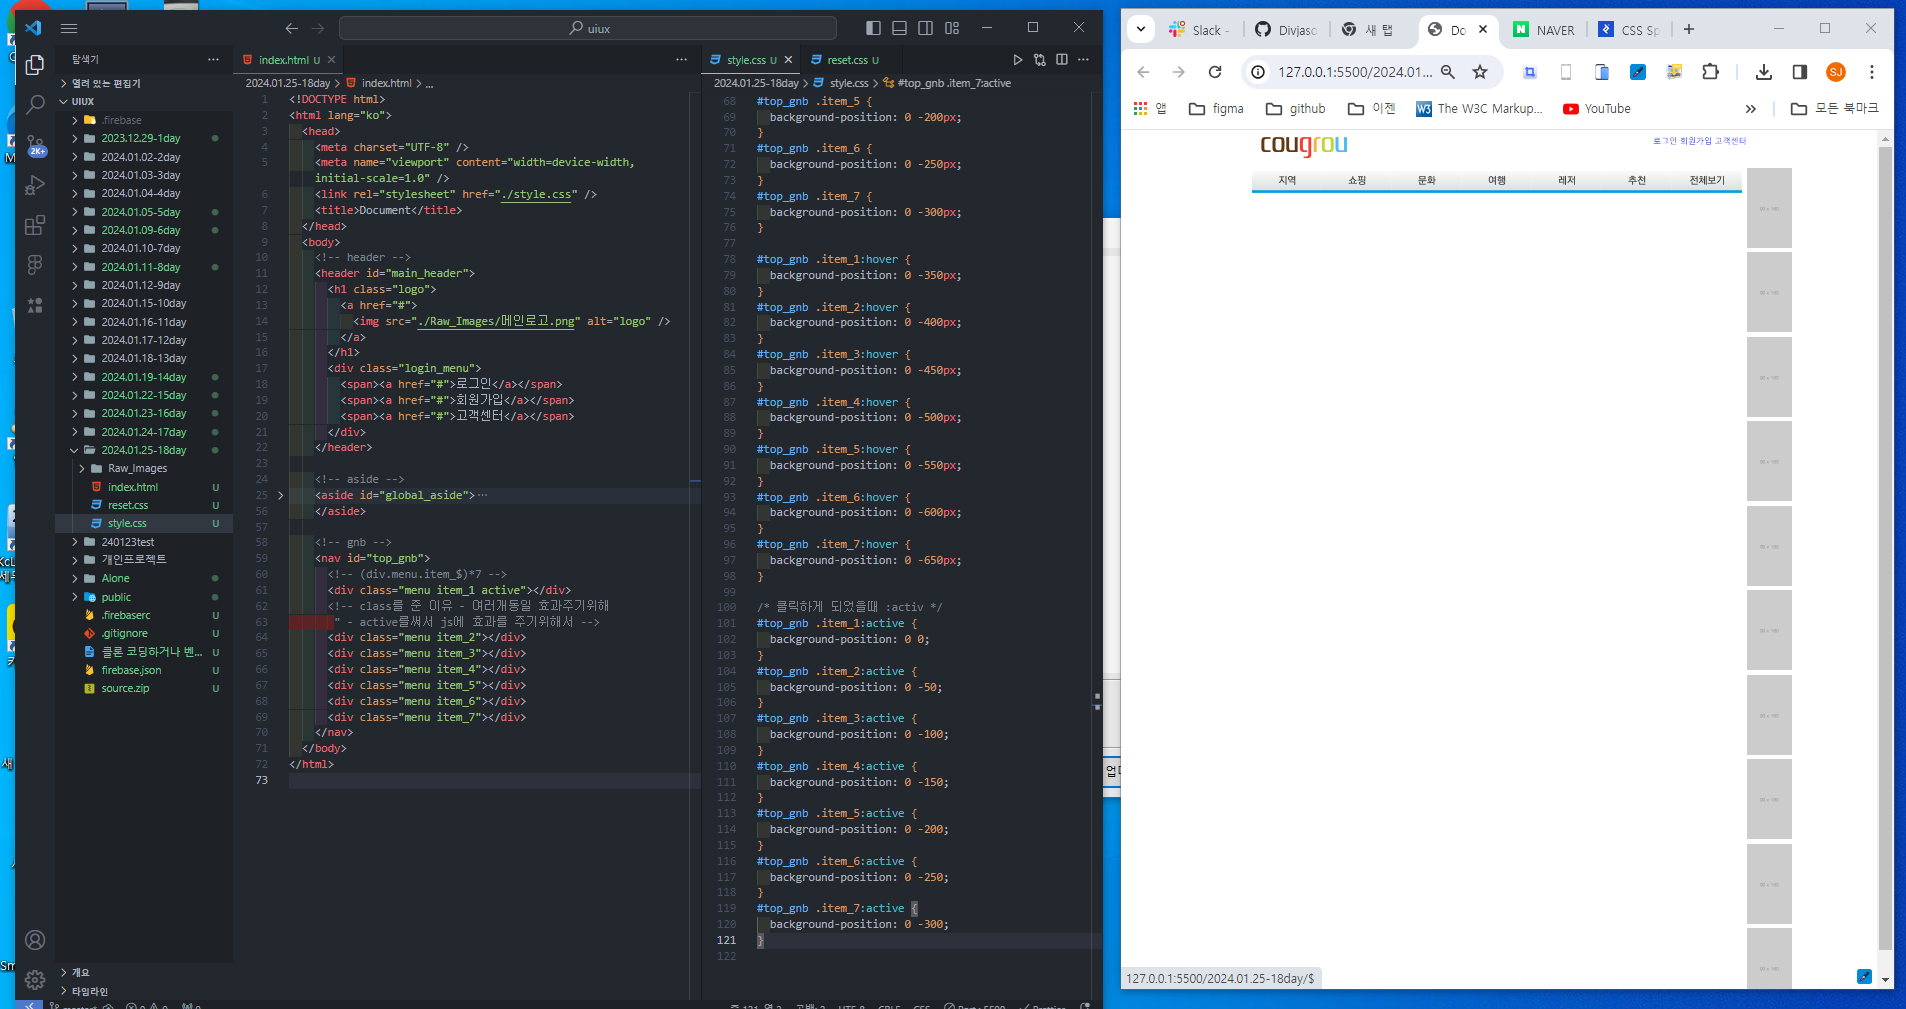 uiux
탐색기
열려 있는 편집기
UIUX
.firebase
2023.12.29-1day
2024.01.02-2day
2024.01.03-3day
2024.01.04-4day
2024.01.05-5day
2024.01.09-6day
2024.01.10-7day
2024.01.11-8day
2024.01.12-9day
2024.01.15-10day
2024.01.16-11day
2024.01.17-12day
2024.01.18-13day
2024.01.19-14day
2024.01.22-15day
2024.01.23-16day
2024.01.24-17day
2024.01.25-18day
Raw_Images
index.html U
reset.css U
style.css U
240123test
개인프로젝트
Alone
public
.firebaserc U
.gitignore U
클론 코딩하거나 벤... U
firebase.json U
source.zip U
개요
타임라인
2K+
index.html U
2024.01.25-18day > index.html > ...
1 <!DOCTYPE html>
2 <html lang="ko">
3 <head>
4 <meta charset="UTF-8" />
5 <meta name="viewport" content="width=device-width,
initial-scale=1.0" />
6 <link rel="stylesheet" href="./style.css" />
7 <title>Document</title>
8 </head>
9 <body>
10 <!-- header -->
11 <header id="main_header">
12 <h1 class="logo">
13 <a href="#">
14 <img src="./Raw_Images/메인로고.png" alt="logo" />
15 </a>
16 </h1>
17 <div class="login_menu">
18 <span><a href="#">로그인</a></span>
19 <span><a href="#">회원가입</a></span>
20 <span><a href="#">고객센터</a></span>
21 </div>
22 </header>
23
24 <!-- aside -->
25 <aside id="global_aside"> ...
56 </aside>
57
58 <!-- gnb -->
59 <nav id="top_gnb">
60 <!-- (div.menu.item_$)*7 -->
61 <div class="menu item_1 active"></div>
62 <!-- class를 준 이유 - 여러개동일 효과주기위해
63 " - active를써서 js에 효과를 주기위해서 -->
64 <div class="menu item_2"></div>
65 <div class="menu item_3"></div>
66 <div class="menu item_4"></div>
67 <div class="menu item_5"></div>
68 <div class="menu item_6"></div>
69 <div class="menu item_7"></div>
70 </nav>
71 </body>
72 </html>
73
style.css U
reset.css U
2024.01.25-18day > style.css > #top_gnb .item_7:active
68 #top_gnb .item_5 {
69 background-position: 0 -200px;
70 }
71 #top_gnb .item_6 {
72 background-position: 0 -250px;
73 }
74 #top_gnb .item_7 {
75 background-position: 0 -300px;
76 }
77
78 #top_gnb .item_1:hover {
79 background-position: 0 -350px;
80 }
81 #top_gnb .item_2:hover {
82 background-position: 0 -400px;
83 }
84 #top_gnb .item_3:hover {
85 background-position: 0 -450px;
86 }
87 #top_gnb .item_4:hover {
88 background-position: 0 -500px;
89 }
90 #top_gnb .item_5:hover {
91 background-position: 0 -550px;
92 }
93 #top_gnb .item_6:hover {
94 background-position: 0 -600px;
95 }
96 #top_gnb .item_7:hover {
97 background-position: 0 -650px;
98 }
99
100 /* 클릭하게 되었을때 :activ */
101 #top_gnb .item_1:active {
102 background-position: 0 0;
103 }
104 #top_gnb .item_2:active {
105 background-position: 0 -50;
106 }
107 #top_gnb .item_3:active {
108 background-position: 0 -100;
109 }
110 #top_gnb .item_4:active {
111 background-position: 0 -150;
112 }
113 #top_gnb .item_5:active {
114 background-position: 0 -200;
115 }
116 #top_gnb .item_6:active {
117 background-position: 0 -250;
118 }
119 #top_gnb .item_7:active {
120 background-position: 0 -300;
121 }
122
Slack - Divjaso 새 탭 Do NAVER CSS Sp
127.0.0.1:5500/2024.01... SJ
앱 figma github 이젠 The W3C Markup... YouTube » 모든 북마크
cougrou
로그인 회원가입 고객센터
지역 쇼핑 문화 여행 레저 추천 전체보기
127.0.0.1:5500/2024.01.25-18day/$